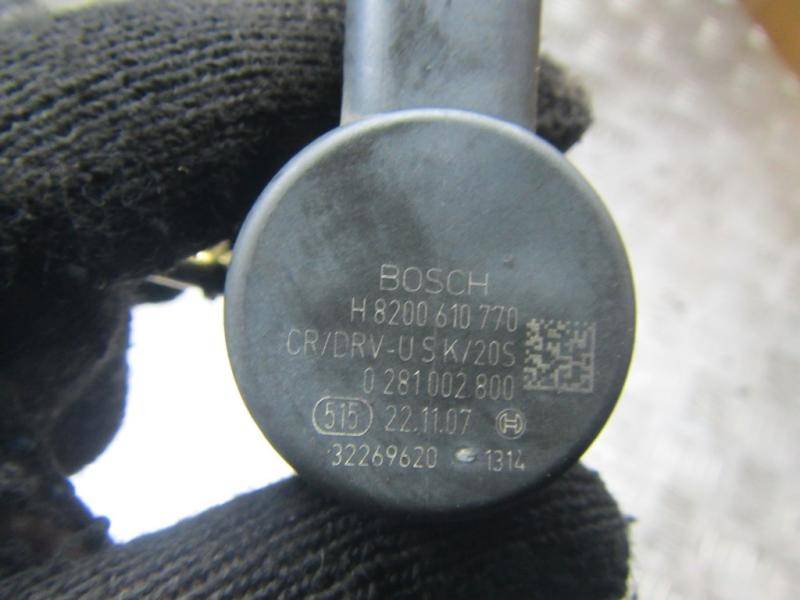 BOSCH
H 8200 610 770
CR/DRV-U S K/20S
0 281 002 800
515 22.11.07
32269620 1314